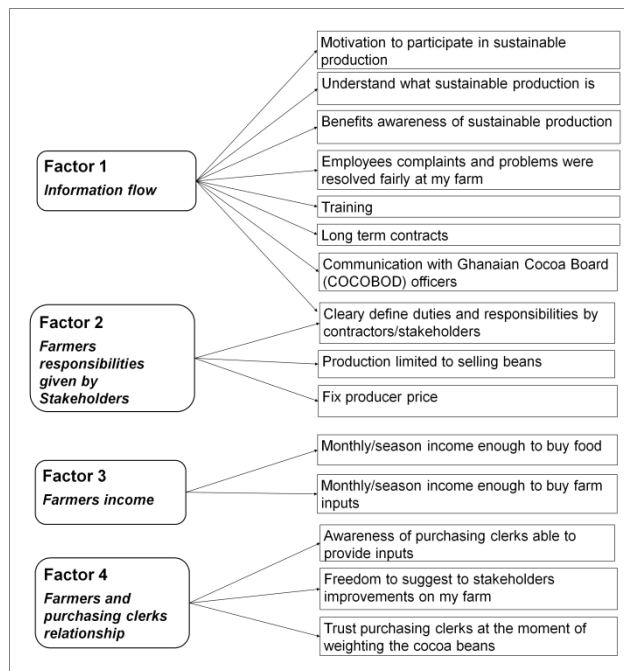 Motivation to participate in sustainable
production
Understand what sustainable production is
Benefits awareness of sustainable production
Factor 1
Information flow
Employees complaints and problems were
resolved fairly at my farm
Training
Long term contracts
Communication with Ghanaian Cocoa Board
(COCOBOD) officers
Factor 2
Farmers
responsibilities
given by
Stakeholders
Cleary define duties and responsibilities by
contractors/stakeholders
Production limited to selling beans
Fix producer price
Factor 3
Farmers income
Monthly/season income enough to buy food
Monthly/season income enough to buy farm
inputs
Factor 4
Farmers and
purchasing clerks
relationship
Awareness of purchasing clerks able to
provide inputs
Freedom to suggest to stakeholders
improvements on my farm
Trust purchasing clerks at the moment of
weighting the cocoa beans